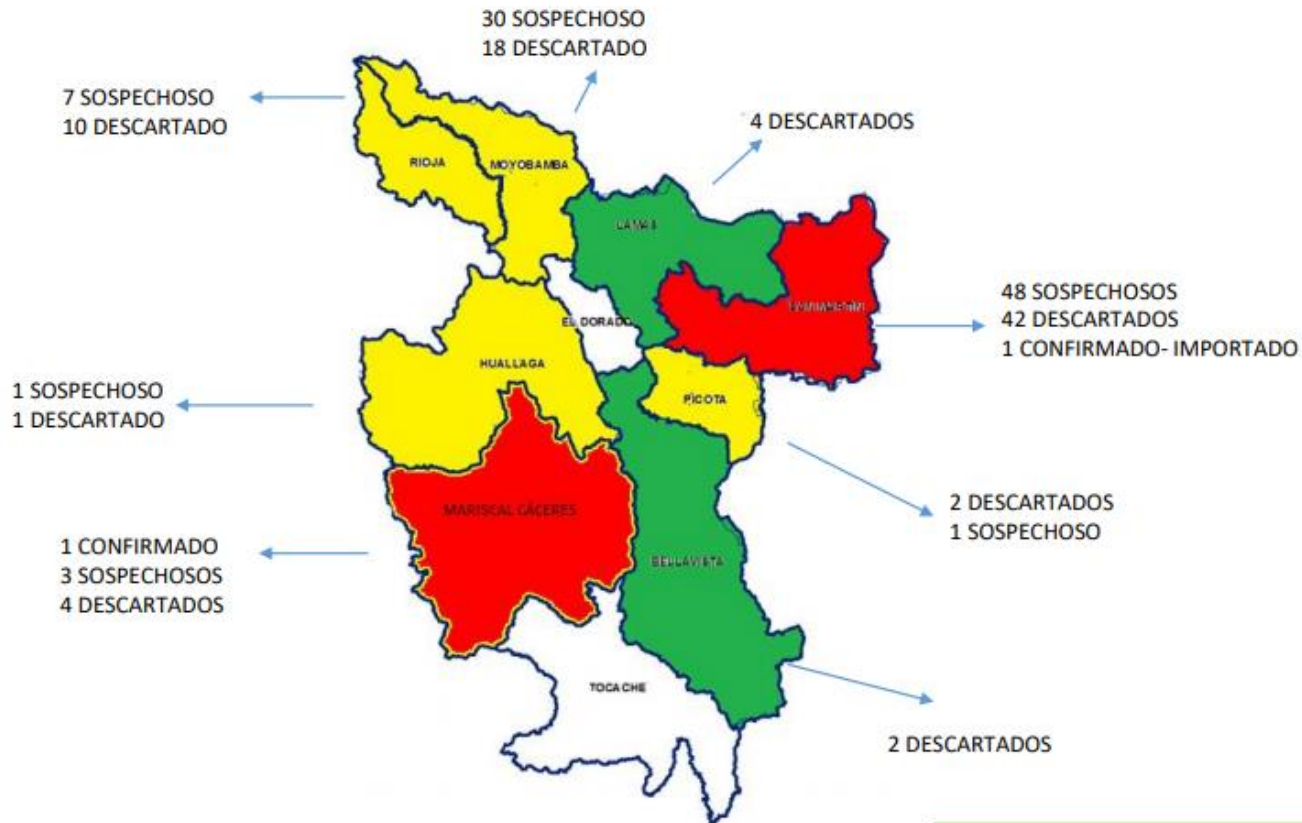 30 SOSPECHOSO
18 DESCARTADO
7 SOSPECHOSO
10 DESCARTADO
4 DESCARTADOS
RIOJA
MOYOBAMBA
LAMAS
48 SOSPECHOSOS
42 DESCARTADOS
1 CONFIRMADO- IMPORTADO
EL DORADO
HUALLAGA
PICOTA
1 SOSPECHOSO
1 DESCARTADO
MARISCAL CÁCERES
2 DESCARTADOS
1 SOSPECHOSO
1 CONFIRMADO
3 SOSPECHOSOS
4 DESCARTADOS
BELLAVISTA
TOCACHE
2 DESCARTADOS